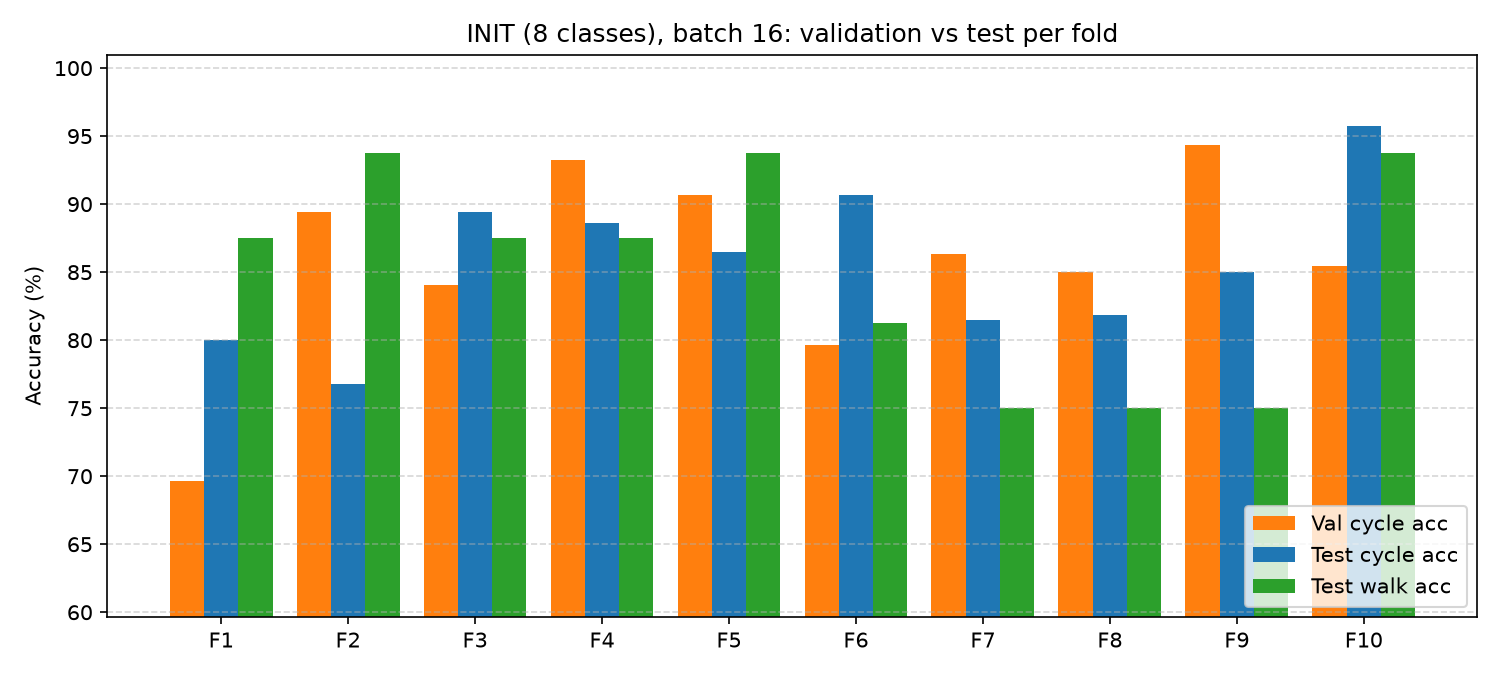 INIT (8 classes), batch 16: validation vs test per fold
Accuracy (%)
100
95
90
85
80
75
70
65
60
F1 F2 F3 F4 F5 F6 F7 F8 F9 F10
Val cycle acc
Test cycle acc
Test walk acc